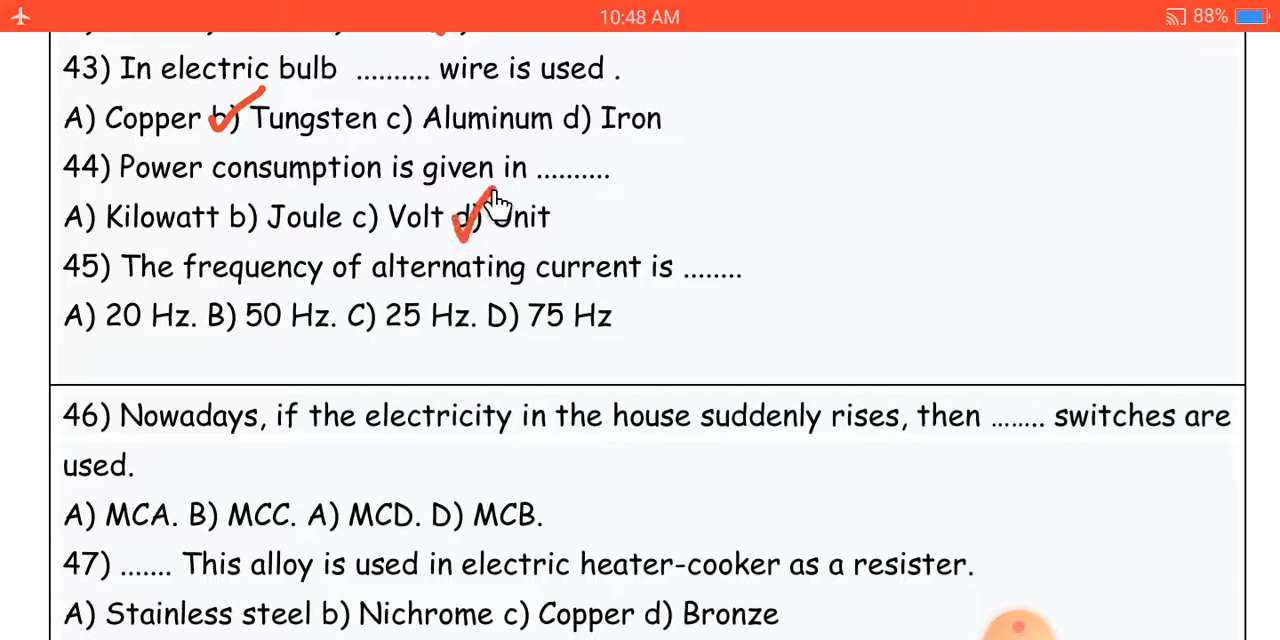 10:48 AM
88%
43) In electric bulb .......... wire is used .
A) Copper b) Tungsten c) Aluminum d) Iron
44) Power consumption is given in ..........
A) Kilowatt b) Joule c) Volt d) Unit
45) The frequency of alternating current is ........
A) 20 Hz. B) 50 Hz. C) 25 Hz. D) 75 Hz
46) Nowadays, if the electricity in the house suddenly rises, then ........ switches are
used.
A) MCA. B) MCC. A) MCD. D) MCB.
47) ....... This alloy is used in electric heater-cooker as a resister.
A) Stainless steel b) Nichrome c) Copper d) Bronze